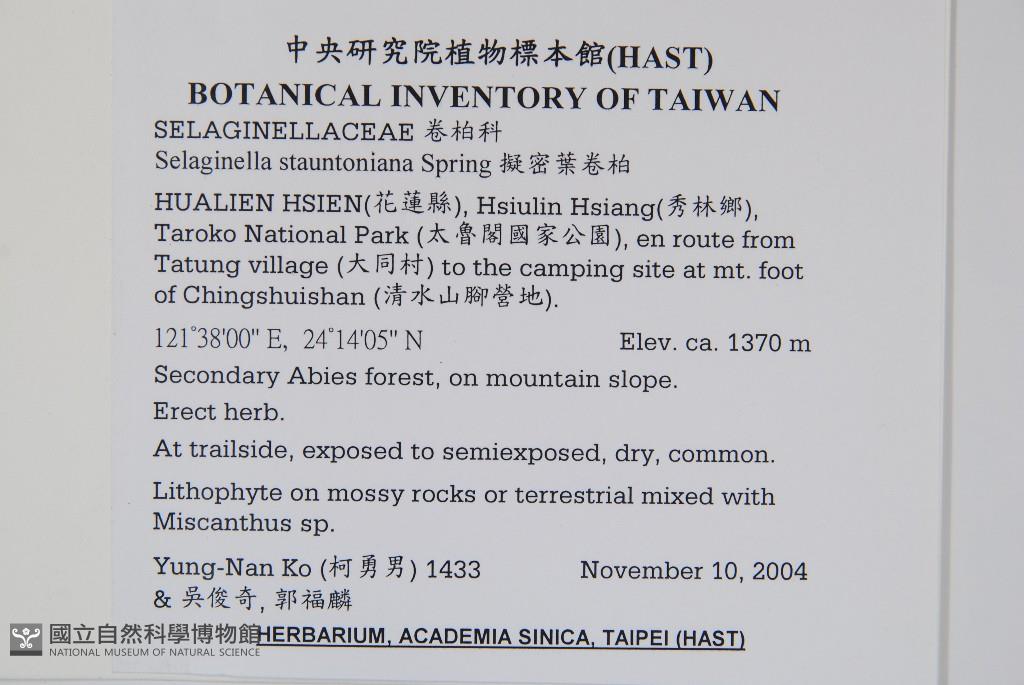 中央研究院植物標本館(HAST)
BOTANICAL INVENTORY OF TAIWAN
SELAGINELLACEAE 卷柏科
Selaginella stauntoniana Spring 擬密葉卷柏
HUALIEN HSIEN(花蓮縣), Hsiulin Hsiang(秀林鄉),
Taroko National Park (太魯閣國家公園), en route from
Tatung village (大同村) to the camping site at mt. foot
of Chingshuishan (清水山腳營地).
121°38'00" E, 24°14'05" N Elev. ca. 1370 m
Secondary Abies forest, on mountain slope.
Erect herb.
At trailside, exposed to semiexposed, dry, common.
Lithophyte on mossy rocks or terrestrial mixed with
Miscanthus sp.
Yung-Nan Ko (柯勇男) 1433 November 10, 2004
& 吳俊奇, 郭福麟
HERBARIUM, ACADEMIA SINICA, TAIPEI (HAST)
國立自然科學博物館
NATIONAL MUSEUM OF NATURAL SCIENCE